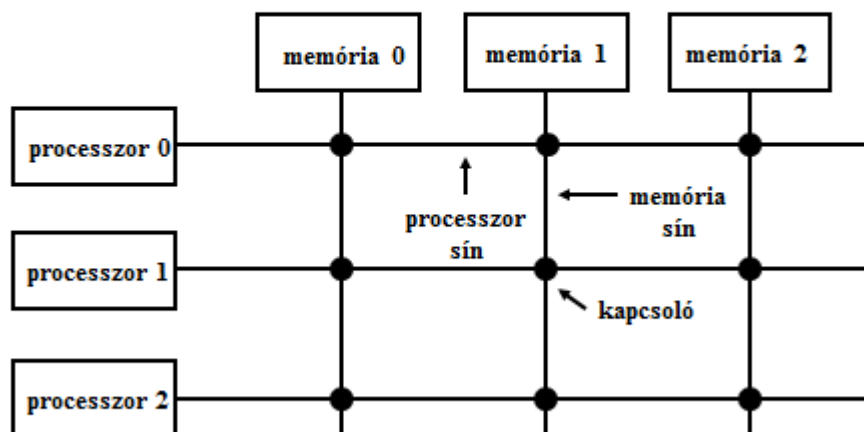 memória 0
memória 1
memória 2
processzor 0
processzor
sín
memória
sín
processzor 1
kapcsoló
processzor 2